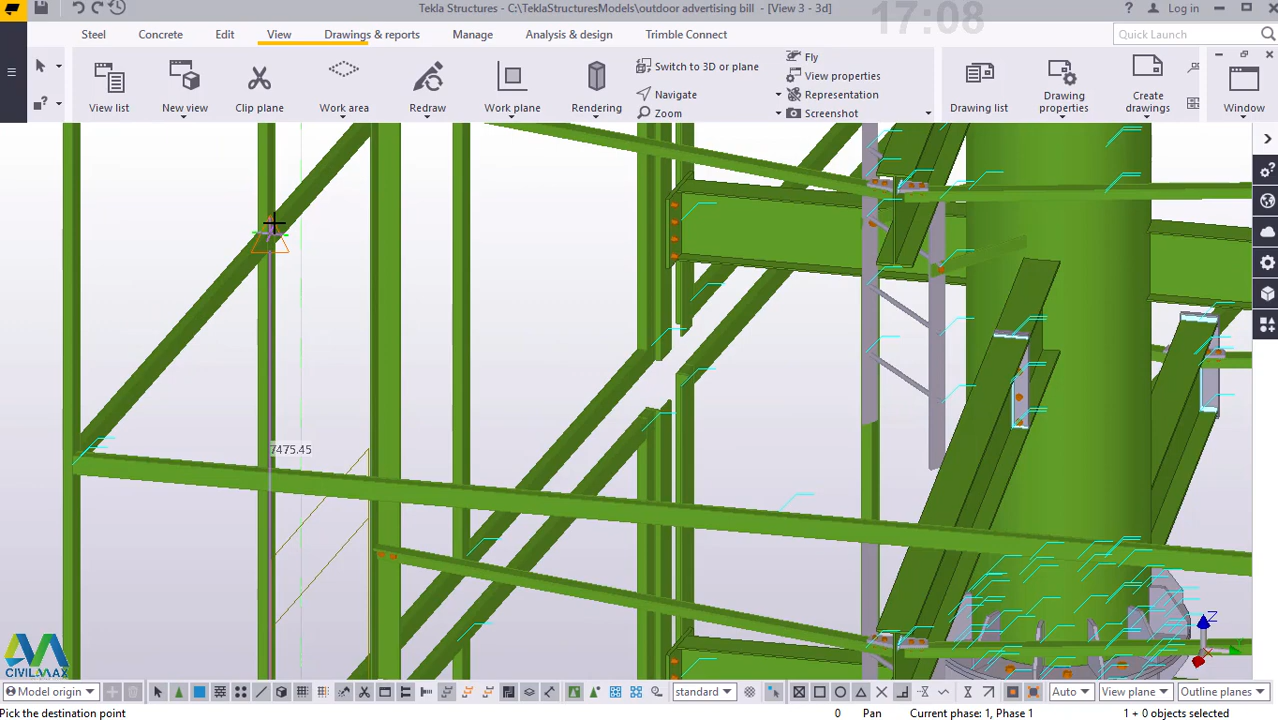 Tekla Structures - C:\TeklaStructuresModels\outdoor advertising bill - [View 3 - 3d]
17:08
Log in
Steel
Concrete
Edit
View
Drawings & reports
Manage
Analysis & design
Trimble Connect
Quick Launch
View list
New view
Clip plane
Work area
Redraw
Work plane
Rendering
Switch to 3D or plane
Navigate
Zoom
Fly
View properties
Representation
Screenshot
Drawing list
Drawing
properties
Create
drawings
Window
7475.45
Z
CIVILMAX
Model origin
standard
Auto
View plane
Outline planes
Pick the destination point
0
Pan
Current phase: 1, Phase 1
1 + 0 objects selected